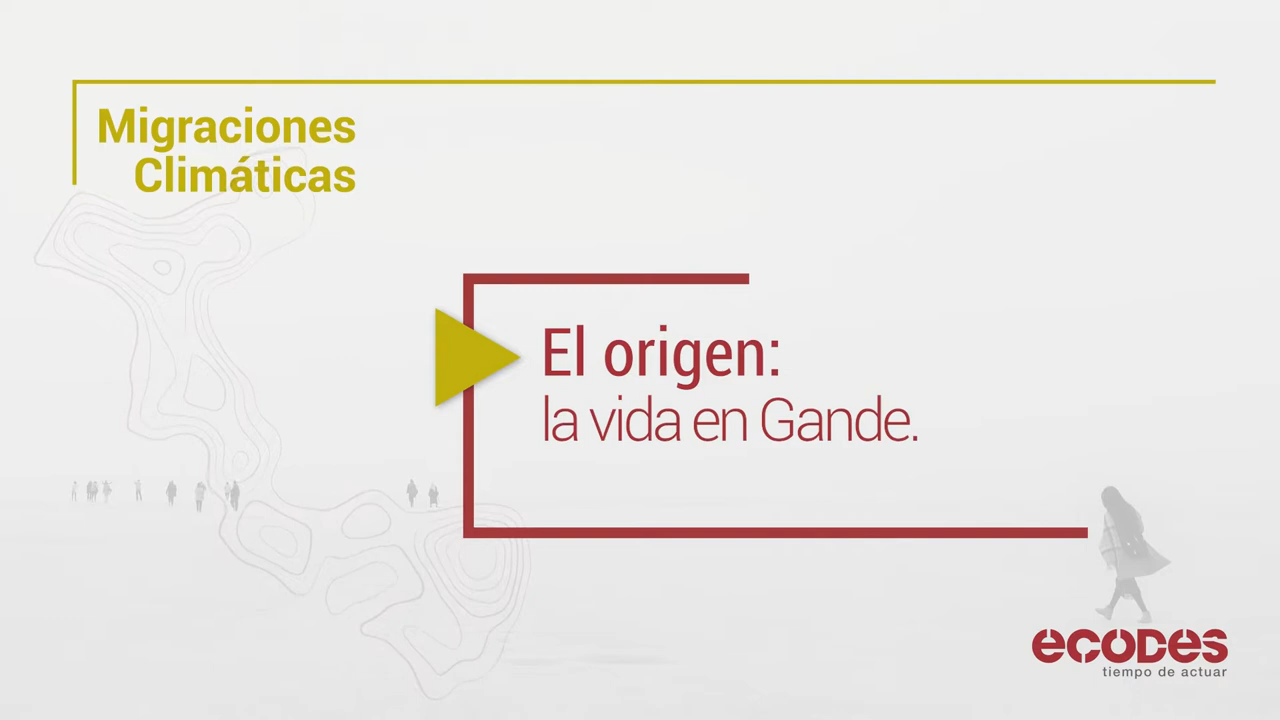 Migraciones
Climáticas
El origen:
la vida en Gande.
ecodes
tiempo de actuar